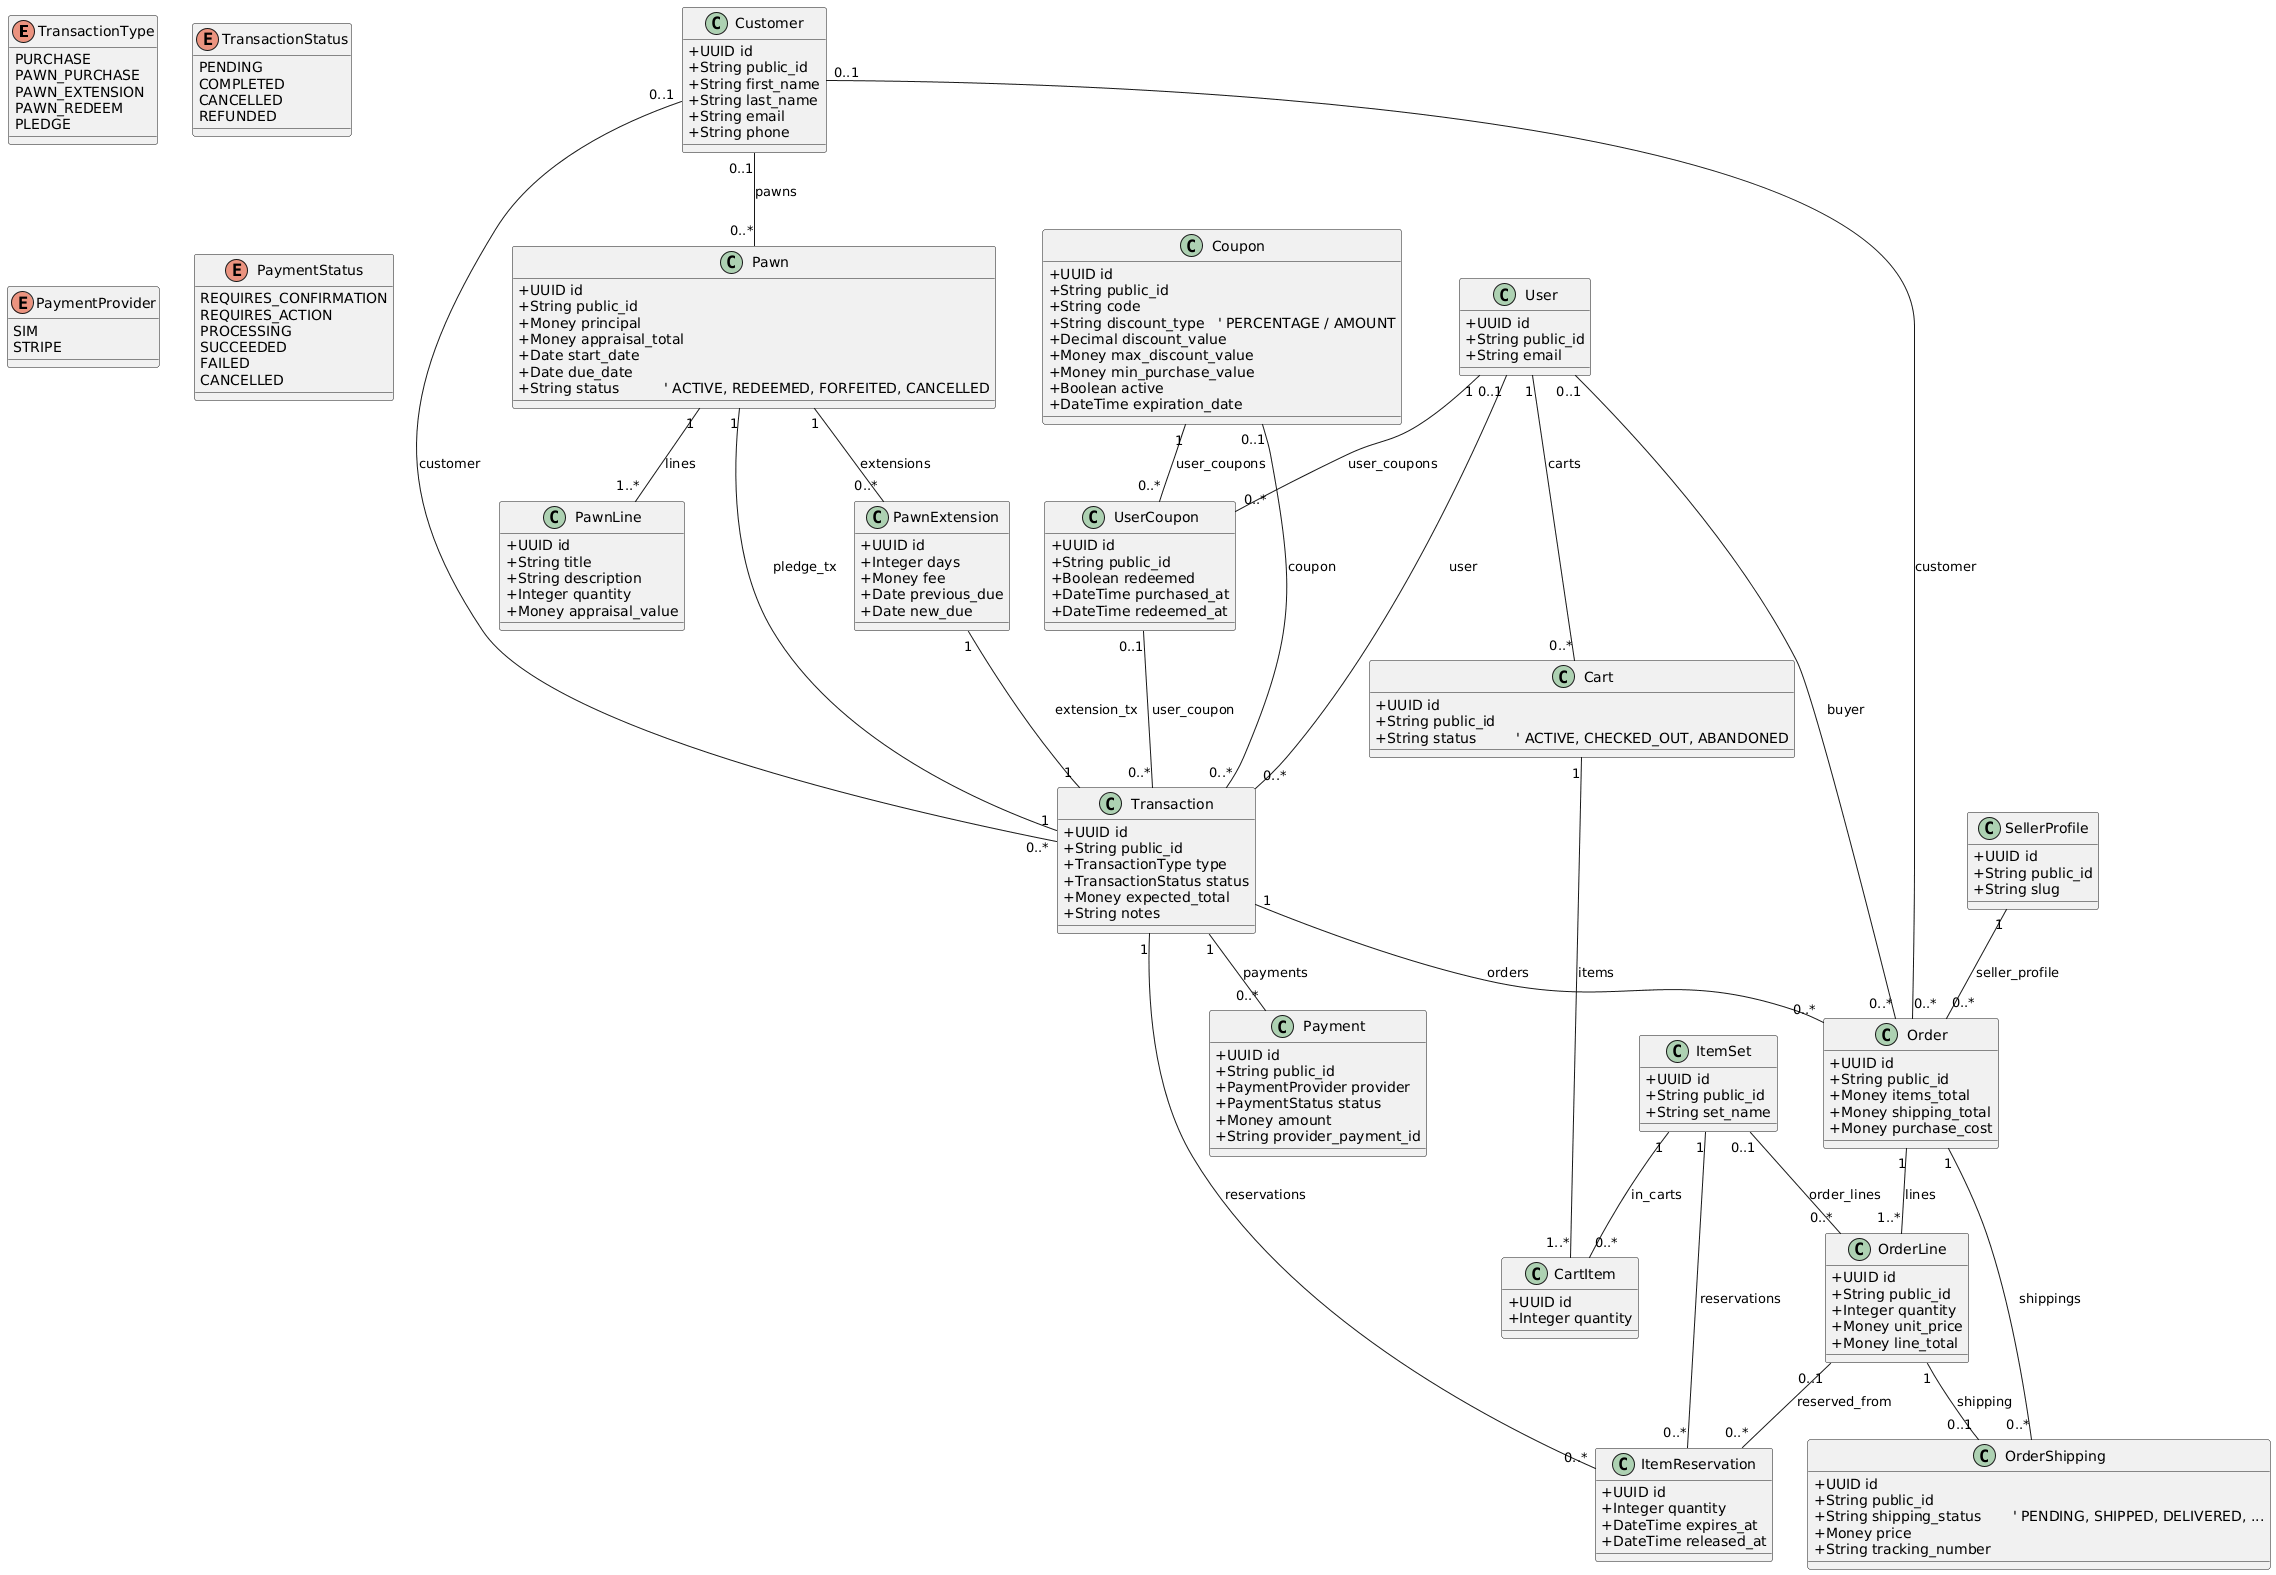 E TransactionType
PURCHASE
PAWN_PURCHASE
PAWN_EXTENSION
PAWN_REDEEM
PLEDGE
E TransactionStatus
PENDING
COMPLETED
CANCELLED
REFUNDED
C Customer
+UUID id
+String public_id
+String first_name
+String last_name
+String email
+String phone
0..1
0..1
0..1
pawns
0..*
E PaymentProvider
SIM
STRIPE
E PaymentStatus
REQUIRES_CONFIRMATION
REQUIRES_ACTION
PROCESSING
SUCCEEDED
FAILED
CANCELLED
C Pawn
+UUID id
+String public_id
+Money principal
+Money appraisal_total
+Date start_date
+Date due_date
+String status ' ACTIVE, REDEEMED, FORFEITED, CANCELLED
C Coupon
+UUID id
+String public_id
+String code
+String discount_type ' PERCENTAGE / AMOUNT
+Decimal discount_value
+Money max_discount_value
+Money min_purchase_value
+Boolean active
+DateTime expiration_date
C User
+UUID id
+String public_id
+String email
1
1
1
1
0..1
1
0..1
1
0..1
customer
lines
extensions
user_coupons
user_coupons
carts
1..*
0..*
0..*
0..*
C PawnLine
+UUID id
+String title
+String description
+Integer quantity
+Money appraisal_value
pledge_tx
C PawnExtension
+UUID id
+Integer days
+Money fee
+Date previous_due
+Date new_due
C UserCoupon
+UUID id
+String public_id
+Boolean redeemed
+DateTime purchased_at
+DateTime redeemed_at
coupon
user
customer
1
0..1
0..*
C Cart
+UUID id
+String public_id
+String status ' ACTIVE, CHECKED_OUT, ABANDONED
extension_tx
user_coupon
buyer
1
0..*
0..*
0..*
1
1
0..*
C Transaction
+UUID id
+String public_id
+TransactionType type
+TransactionStatus status
+Money expected_total
+String notes
1
C SellerProfile
+UUID id
+String public_id
+String slug
1
1
1
1
payments
orders
items
seller_profile
0..*
0..*
0..*
0..*
0..*
C Payment
+UUID id
+String public_id
+PaymentProvider provider
+PaymentStatus status
+Money amount
+String provider_payment_id
C ItemSet
+UUID id
+String public_id
+String set_name
C Order
+UUID id
+String public_id
+Money items_total
+Money shipping_total
+Money purchase_cost
1
1
0..1
1
1
reservations
in_carts
order_lines
lines
0..*
1..*
1..*
0..*
C CartItem
+UUID id
+Integer quantity
reservations
C OrderLine
+UUID id
+String public_id
+Integer quantity
+Money unit_price
+Money line_total
shippings
0..1
1
reserved_from
shipping
0..*
0..*
0..1
0..*
0..*
C ItemReservation
+UUID id
+Integer quantity
+DateTime expires_at
+DateTime released_at
C OrderShipping
+UUID id
+String public_id
+String shipping_status ' PENDING, SHIPPED, DELIVERED, ...
+Money price
+String tracking_number